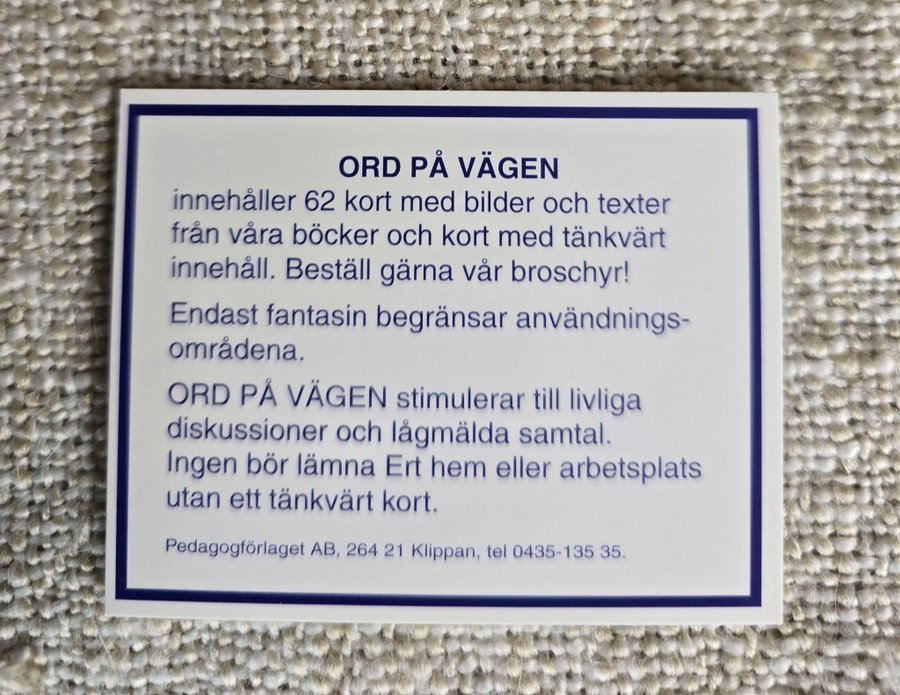 ORD PÅ VÄGEN
innehåller 62 kort med bilder och texter
från våra böcker och kort med tänkvärt
innehåll. Beställ gärna vår broschyr!
Endast fantasin begränsar användnings-
områdena.
ORD PÅ VÄGEN stimulerar till livliga
diskussioner och lågmälda samtal.
Ingen bör lämna Ert hem eller arbetsplats
utan ett tänkvärt kort.
Pedagogförlaget AB, 264 21 Klippan, tel 0435-135 35.